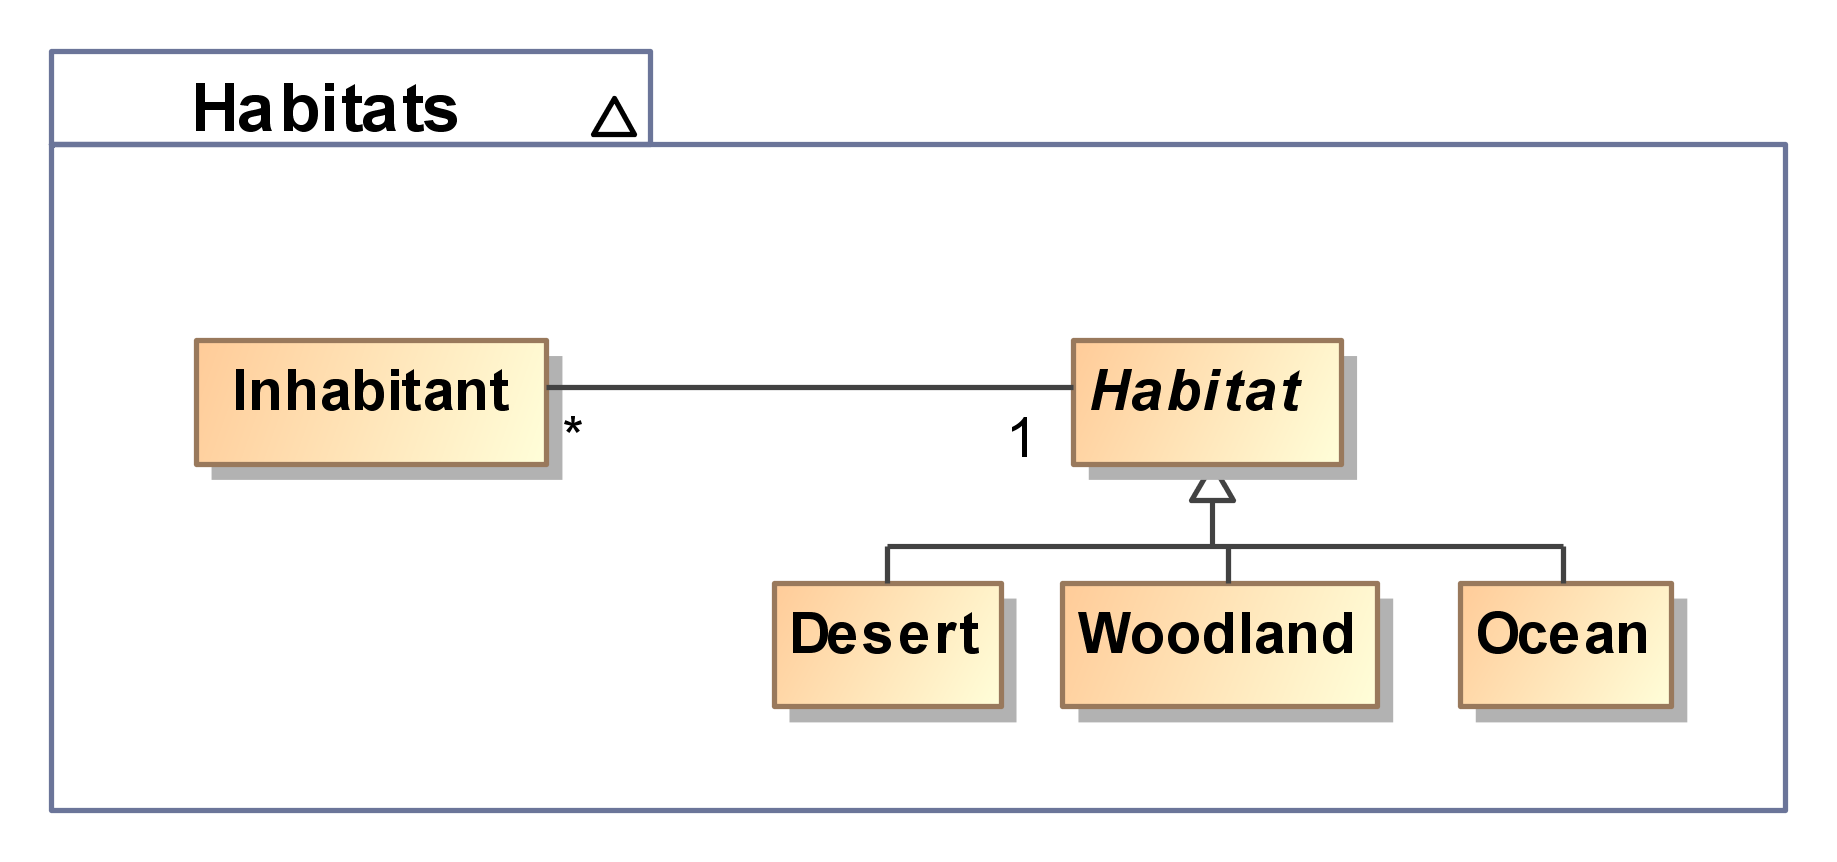 Habitats
Inhabitant
Habitat
*
1
Desert
Woodland
Ocean